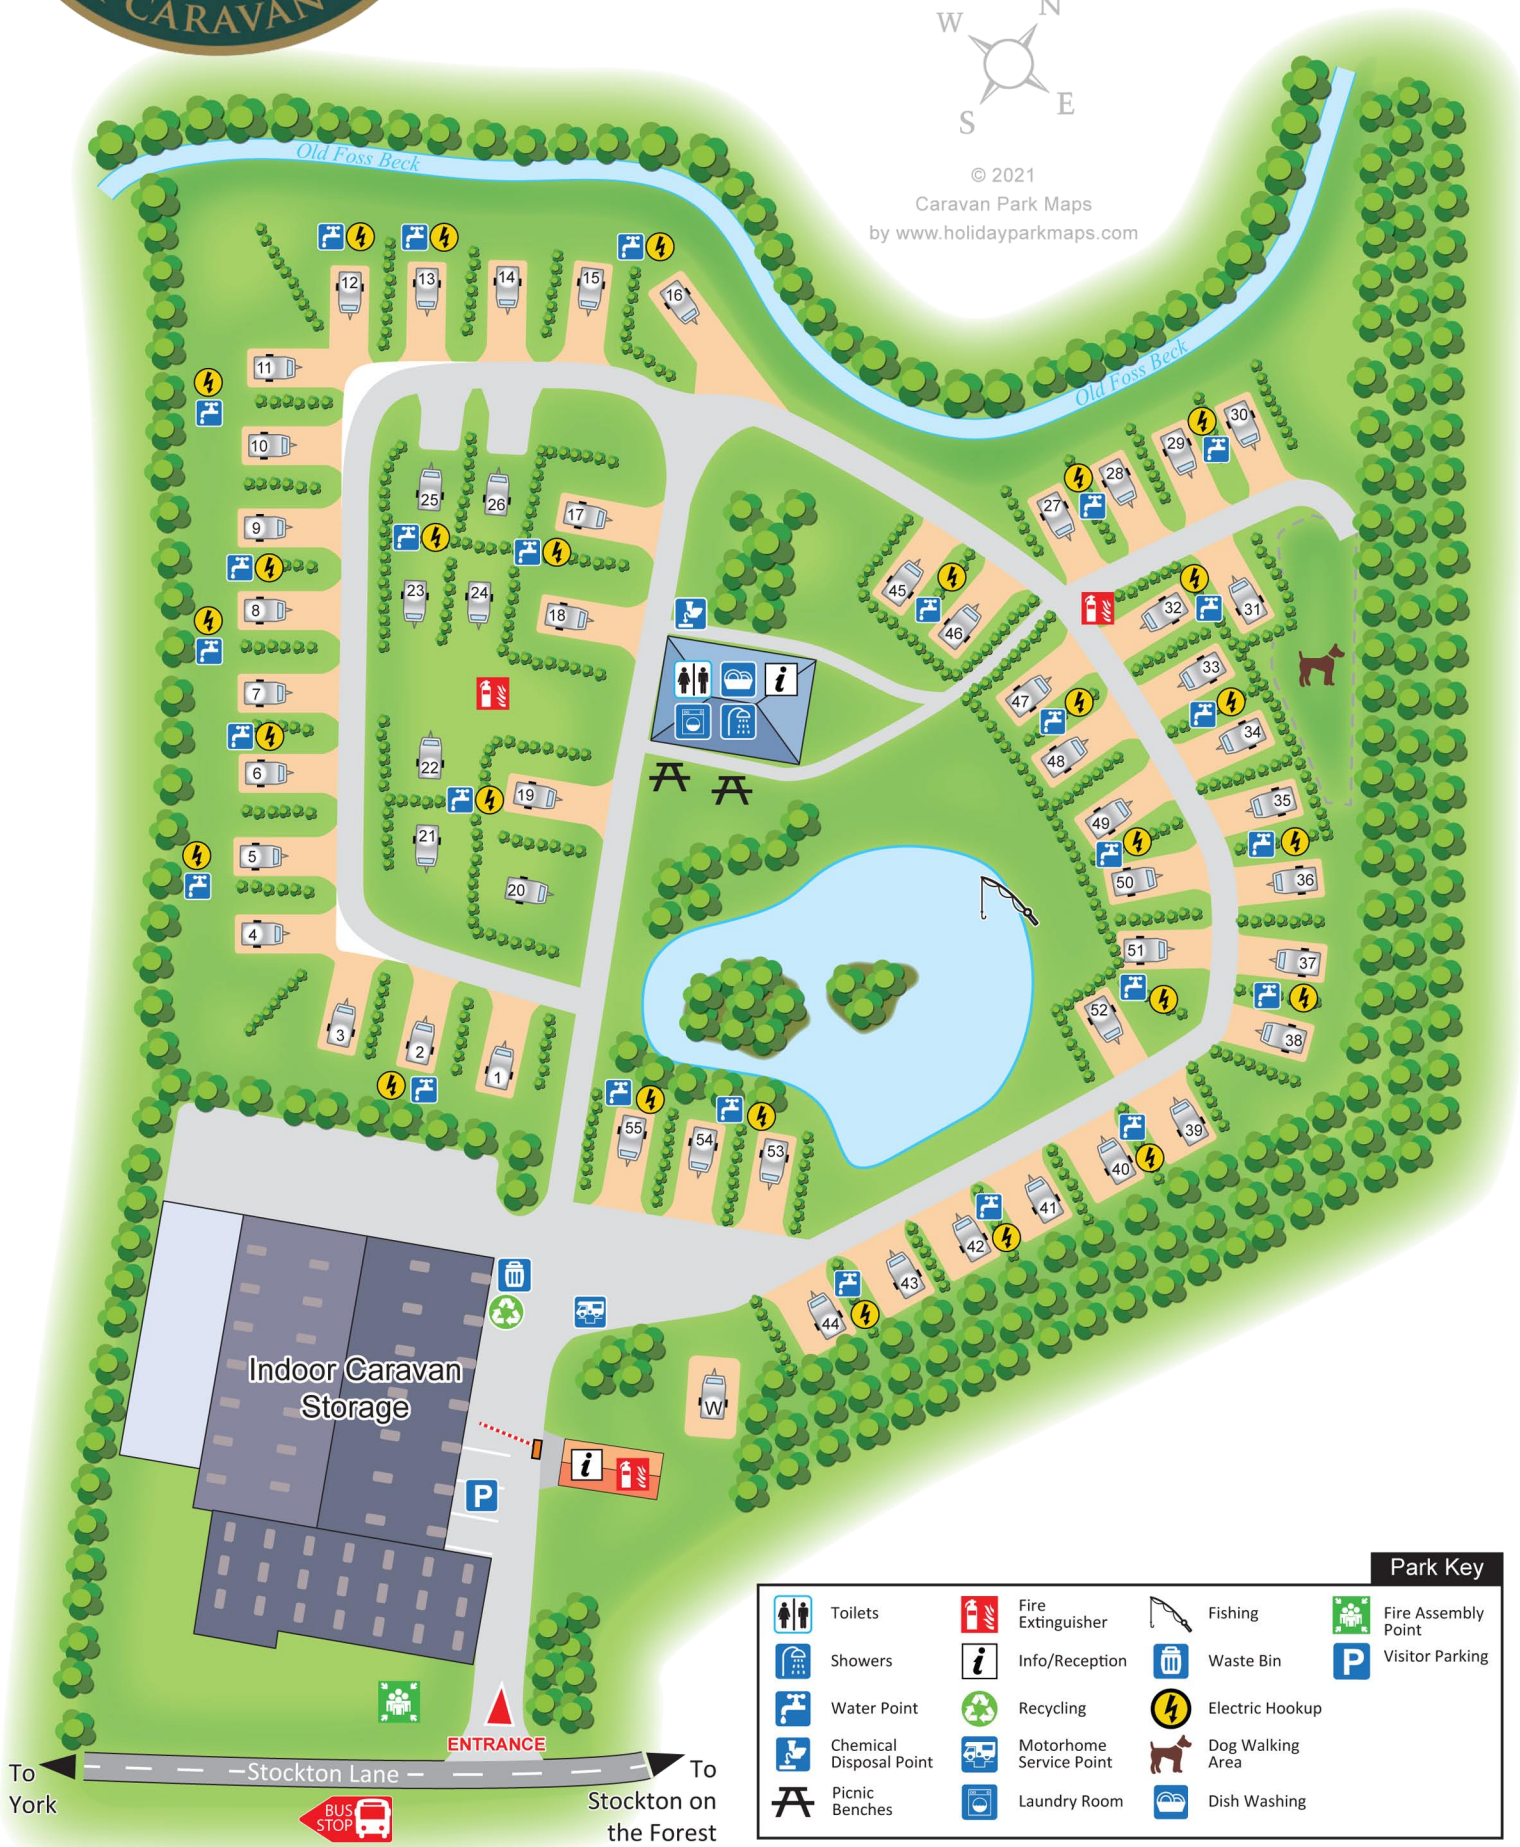 CARAVAN
N
W
E
S
© 2021
Caravan Park Maps
by www.holidayparkmaps.com
Old Foss Beck
Old Foss Beck
12
13
14
15
16
11
10
9
8
7
6
5
4
3
2
1
25
26
17
23
24
18
22
19
21
20
27
28
29
30
45
46
32
31
33
47
34
48
35
49
50
36
51
37
52
38
39
40
41
42
43
44
55
54
53
i
W
Indoor Caravan
Storage
i
P
ENTRANCE
Stockton Lane
To
York
To
Stockton on
the Forest
BUS
STOP
Park Key
Toilets
Showers
Water Point
Chemical
Disposal Point
Picnic
Benches
Fire
Extinguisher
i
Info/Reception
Recycling
Motorhome
Service Point
Laundry Room
Fishing
Waste Bin
Electric Hookup
Dog Walking
Area
Dish Washing
Fire Assembly
Point
P
Visitor Parking